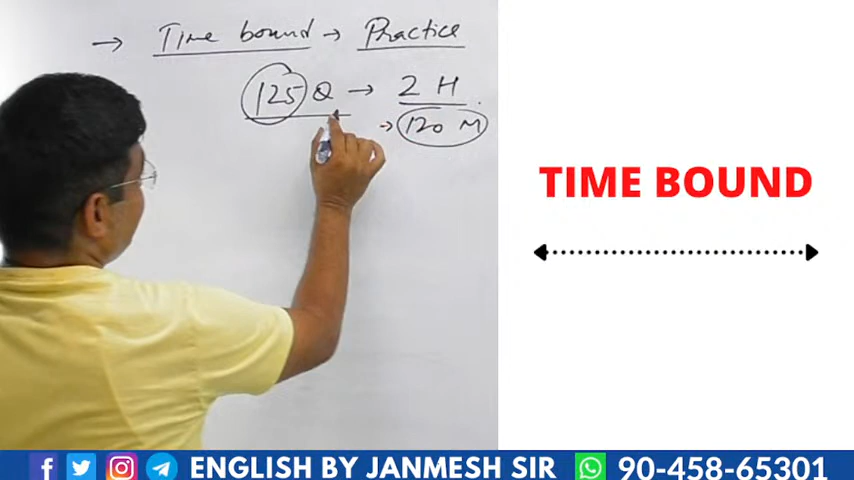 → Time bound → Practice
125 Q → 2 H
→ 120 M
TIME BOUND
ENGLISH BY JANMESH SIR 90-458-65301